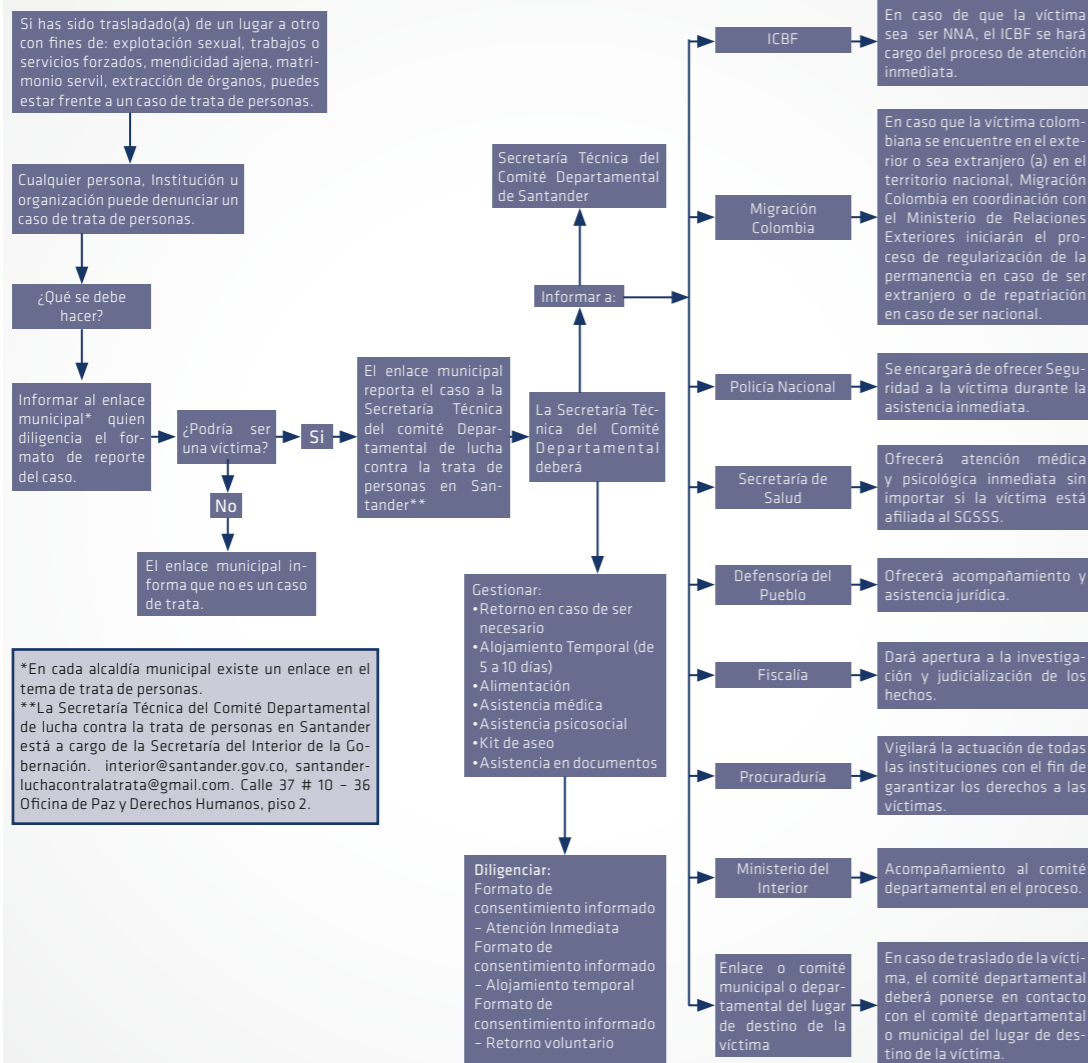 Si has sido trasladado(a) de un lugar a otro
con fines de: explotación sexual, trabajos o
servicios forzados, mendicidad ajena, matri-
monio servil, extracción de órganos, puedes
estar frente a un caso de trata de personas.
Cualquier persona, Institución u
organización puede denunciar un
caso de trata de personas.
¿Qué se debe
hacer?
Informar al enlace
municipal* quien
diligencia el for-
mato de reporte
del caso.
¿Podría ser
una víctima?
Si
No
El enlace municipal in-
forma que no es un caso
de trata.
El enlace municipal
reporta el caso a la
Secretaría Técnica
del comité Depar-
tamental de lucha
contra la trata de
personas en San-
tander**
La Secretaría Téc-
nica del Comité
Departamental
deberá
Informar a:
Secretaría Técnica del
Comité Departamental
de Santander
Gestionar:
•Retorno en caso de ser
necesario
•Alojamiento Temporal (de
5 a 10 días)
•Alimentación
•Asistencia médica
•Asistencia psicosocial
•Kit de aseo
•Asistencia en documentos
Diligenciar:
Formato de
consentimiento informado
– Atención Inmediata
Formato de
consentimiento informado
– Alojamiento temporal
Formato de
consentimiento informado
– Retorno voluntario
ICBF
En caso de que la víctima
sea ser NNA, el ICBF se hará
cargo del proceso de atención
inmediata.
Migración
Colombia
En caso que la víctima colom-
biana se encuentre en el exte-
rior o sea extranjero (a) en el
territorio nacional, Migración
Colombia en coordinación con
el Ministerio de Relaciones
Exteriores iniciarán el pro-
ceso de regularización de la
permanencia en caso de ser
extranjero o de repatriación
en caso de ser nacional.
Policía Nacional
Se encargará de ofrecer Segu-
ridad a la víctima durante la
asistencia inmediata.
Secretaría de
Salud
Ofrecerá atención médica
y psicológica inmediata sin
importar si la víctima está
afiliada al SGSSS.
Defensoría del
Pueblo
Ofrecerá acompañamiento y
asistencia jurídica.
Fiscalía
Dará apertura a la investiga-
ción y judicialización de los
hechos.
Procuraduría
Vigilará la actuación de todas
las instituciones con el fin de
garantizar los derechos a las
víctimas.
Ministerio del
Interior
Acompañamiento al comité
departamental en el proceso.
Enlace o comité
municipal o depar-
tamental del lugar
de destino de la
víctima
En caso de traslado de la vícti-
ma, el comité departamental
deberá ponerse en contacto
con el comité departamental
o municipal del lugar de des-
tino de la víctima.
*En cada alcaldía municipal existe un enlace en el
tema de trata de personas.
**La Secretaría Técnica del Comité Departamental
de lucha contra la trata de personas en Santander
está a cargo de la Secretaría del Interior de la Go-
bernación. interior@santander.gov.co, santander-
luchacontralatrata@gmail.com. Calle 37 # 10 – 36
Oficina de Paz y Derechos Humanos, piso 2.